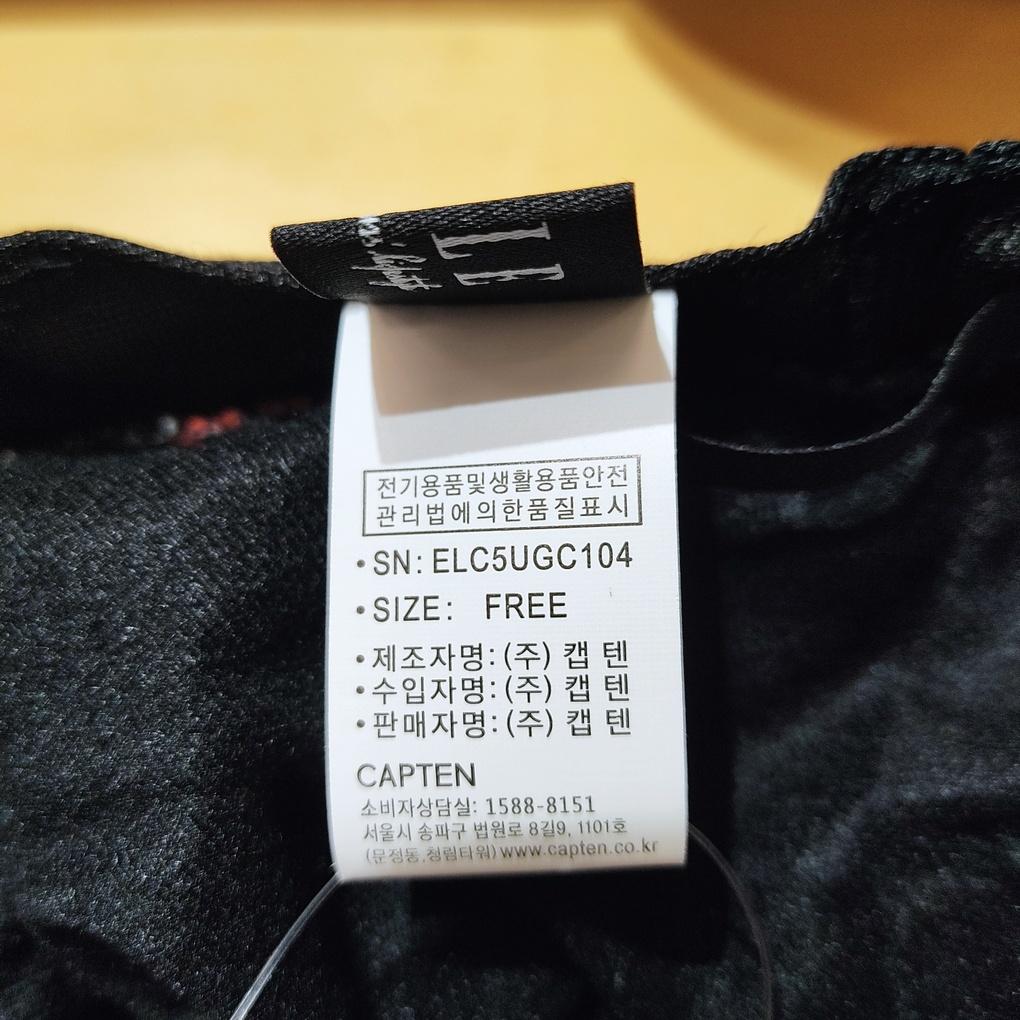 LE
전기용품및생활용품안전
관리법에의한품질표시
•SN: ELC5UGC104
•SIZE: FREE
•제조자명: (주) 캡 텐
•수입자명: (주) 캡 텐
•판매자명: (주) 캡 텐
CAPTEN
소비자상담실: 1588-8151
서울시 송파구 법원로 8길9, 1101호
(문정동,청림타워) www.capten.co.kr